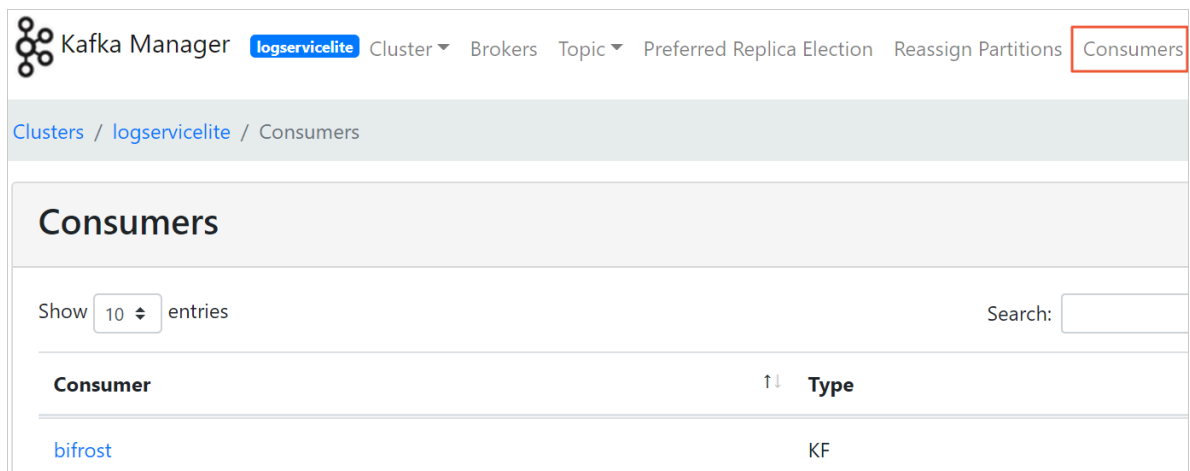 Kafka Manager logservicelite Cluster Brokers Topic Preferred Replica Election Reassign Partitions Consumers
Clusters / logservicelite / Consumers
Consumers
Show 10 entries Search:
Consumer Type
bifrost KF